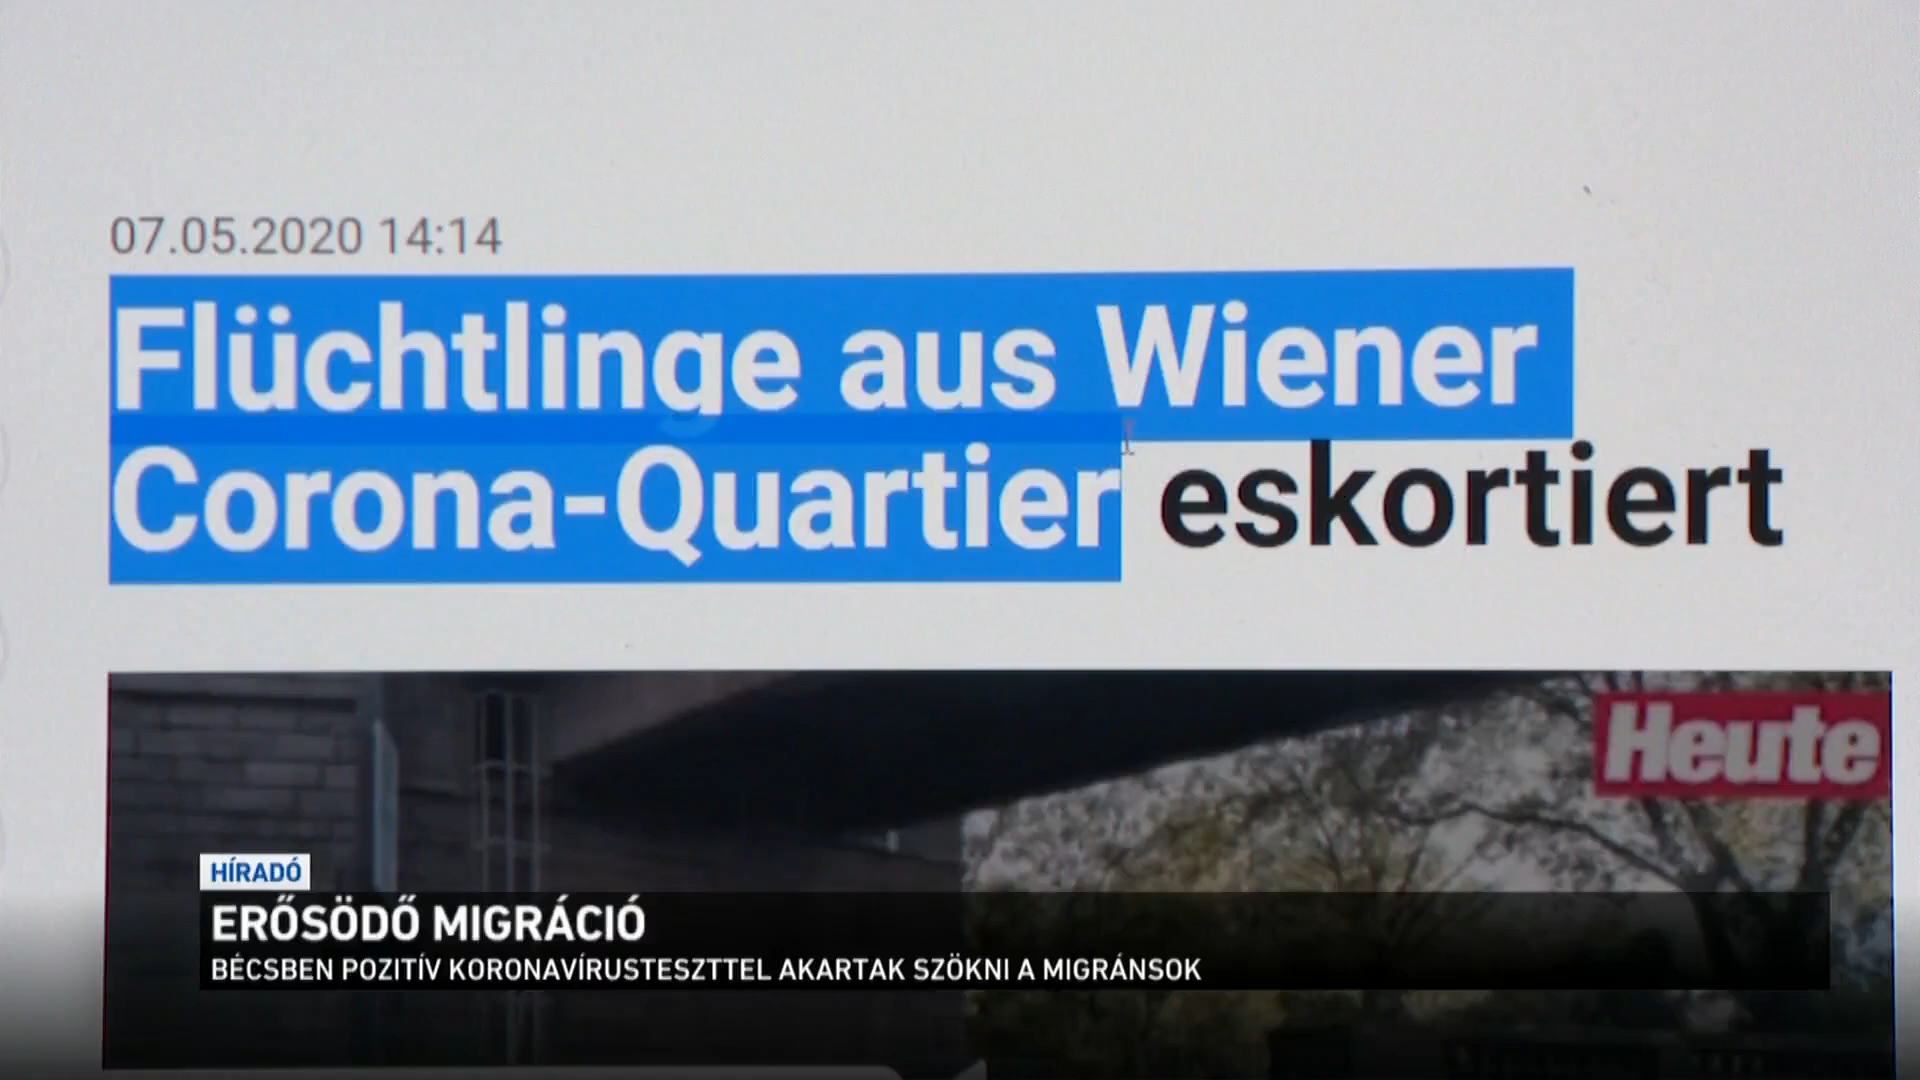 07.05.2020 14:14
Flüchtlinge aus Wiener
Corona-Quartier eskortiert
Heute
HÍRADÓ
ERŐSÖDŐ MIGRÁCIÓ
BÉCSBEN POZITÍV KORONAVÍRUSTESZTTEL AKARTAK SZÖKNI A MIGRÁNSOK